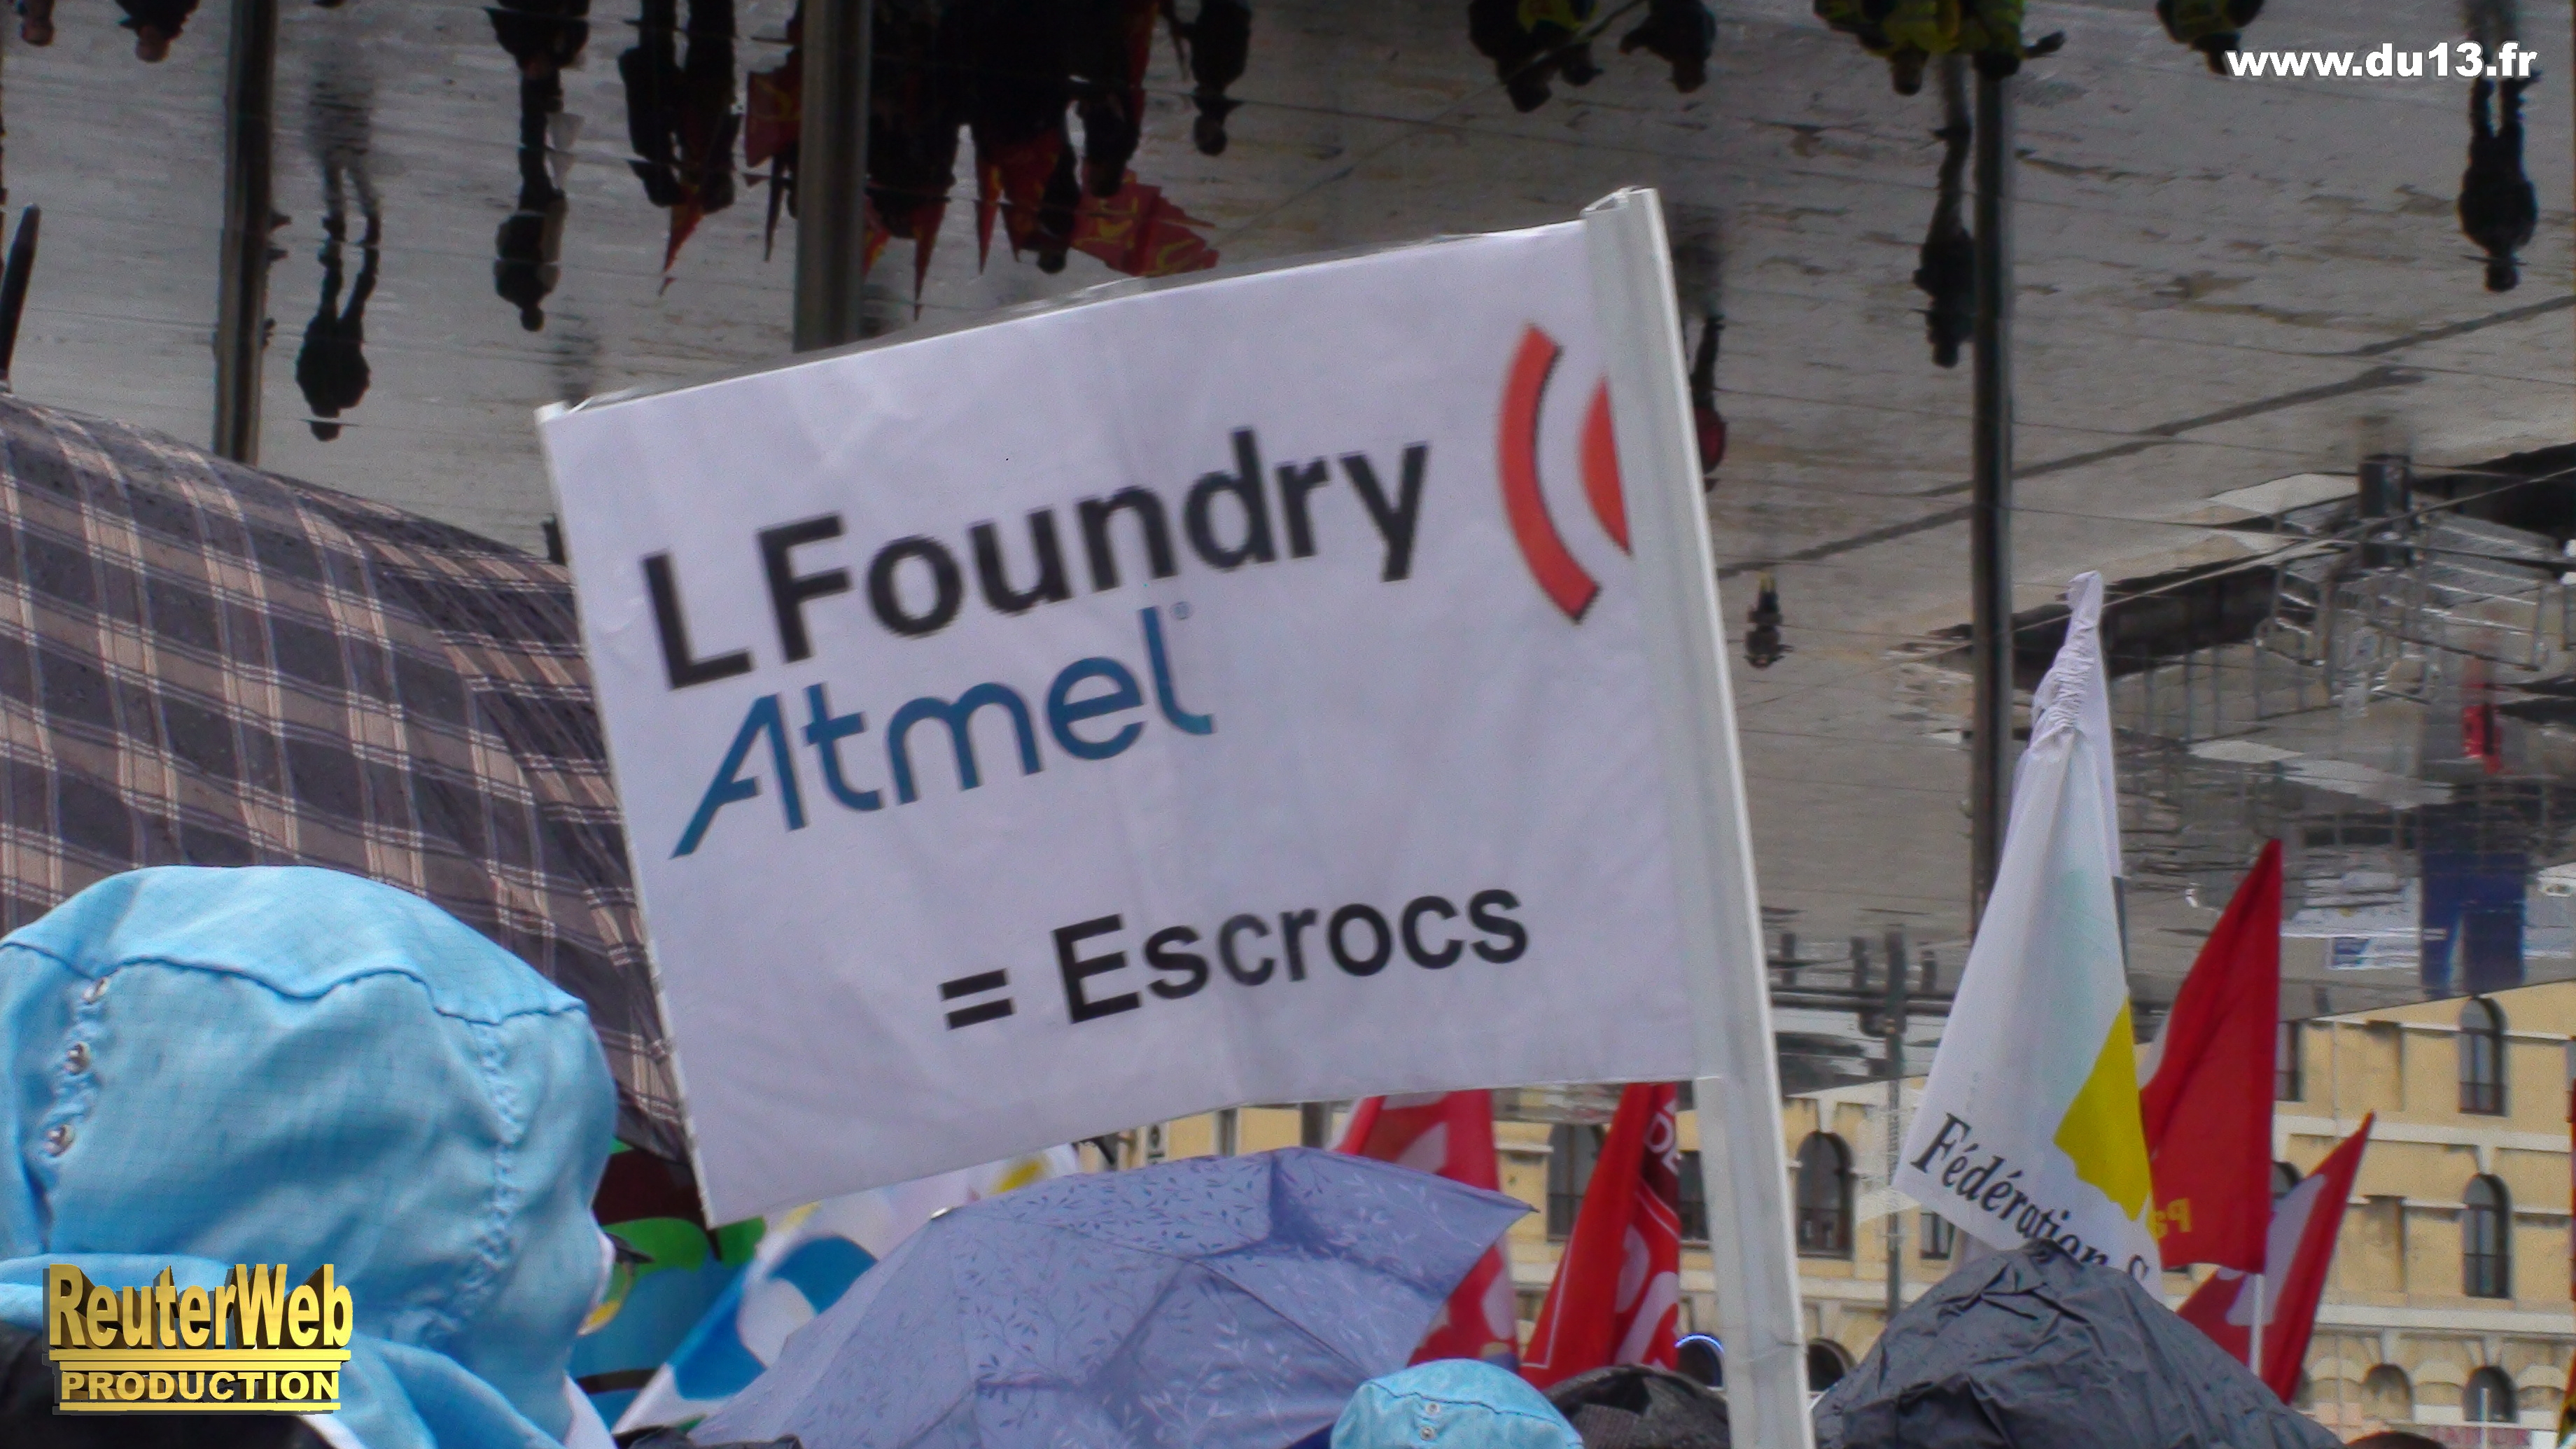 www.du13.fr
LFoundry
Atmel®
= Escrocs
Fédération S
ReuterWeb
PRODUCTION